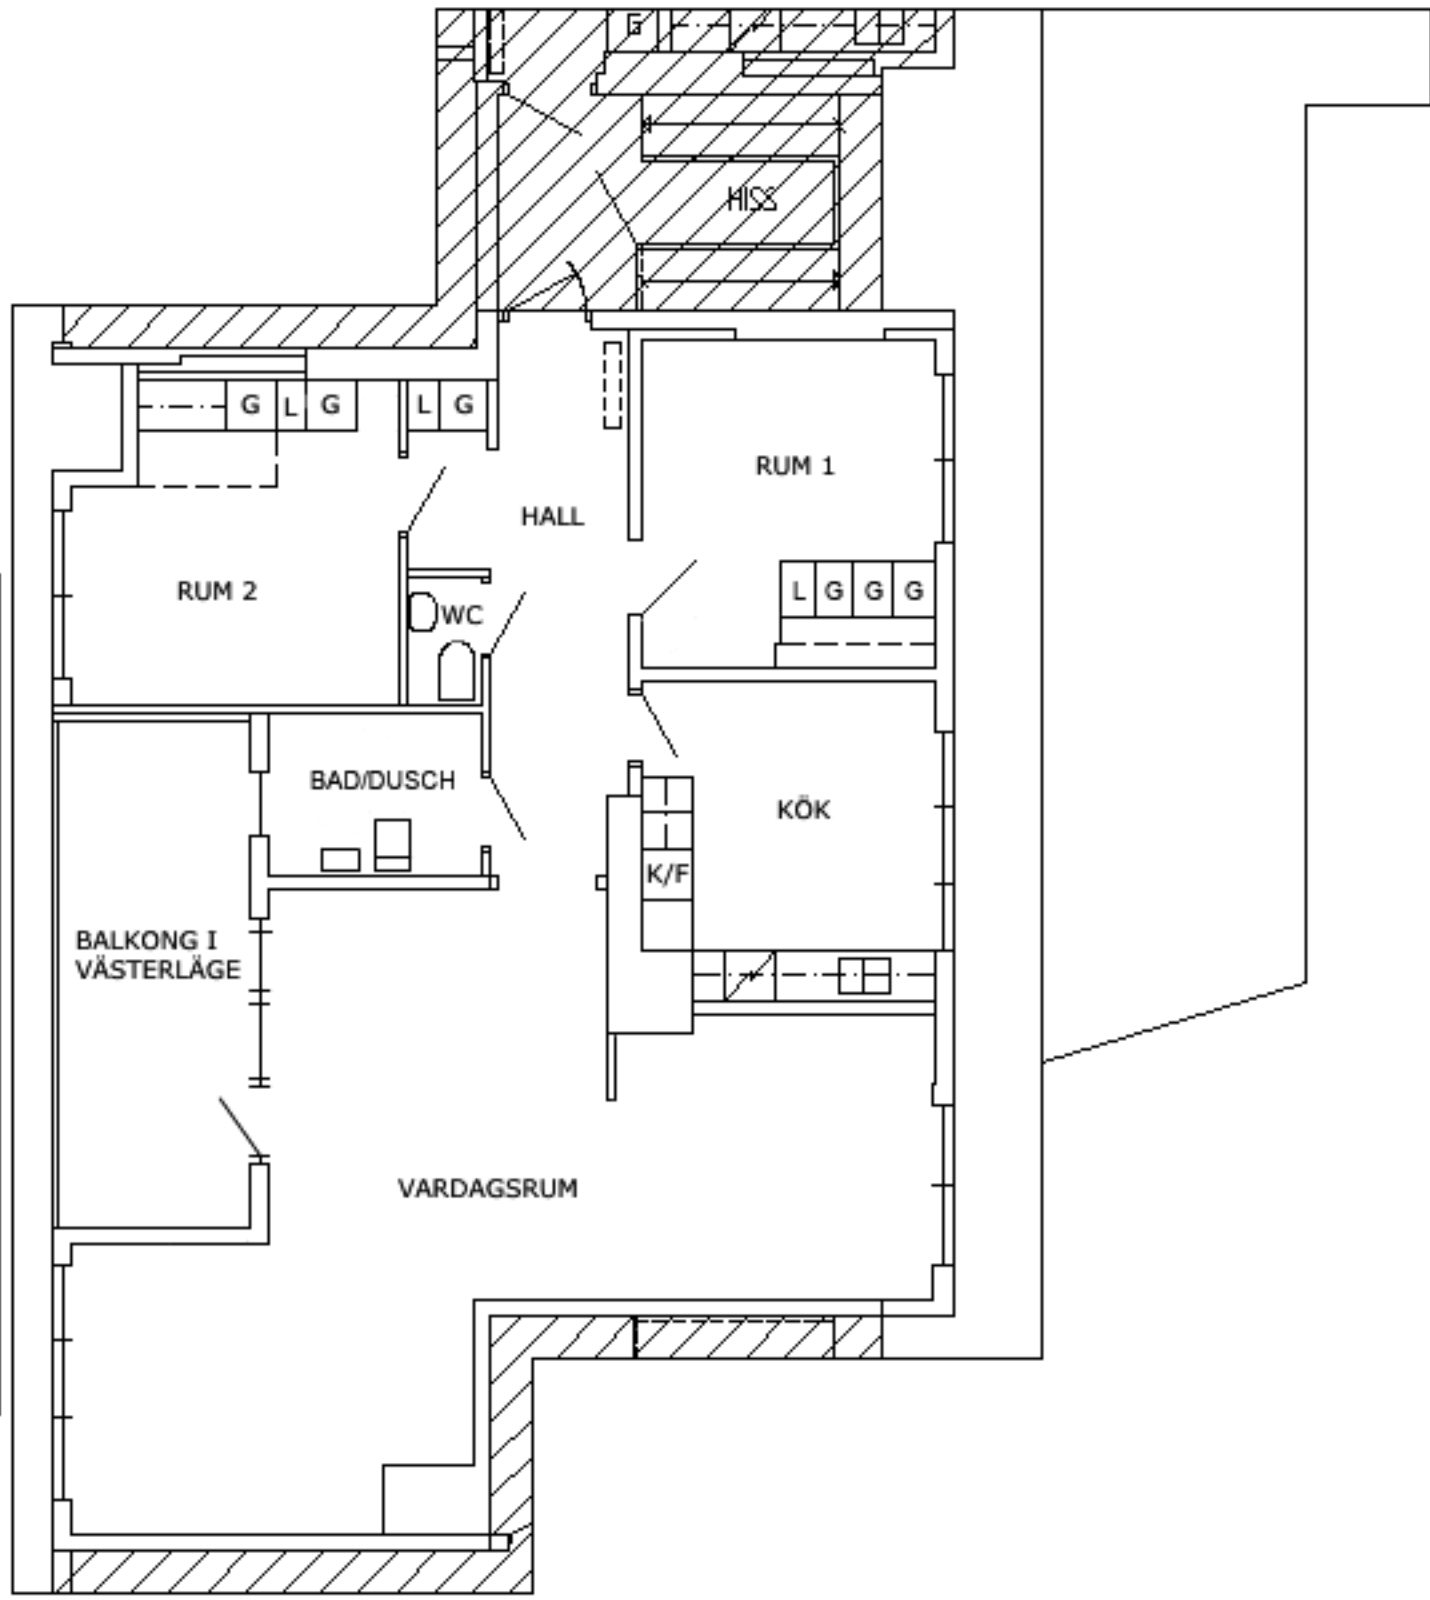 G
HISS
G L G
L G
RUM 1
HALL
RUM 2
L G G G
WC
BAD/DUSCH
KÖK
K/F
BALKONG I
VÄSTERLÄGE
VARDAGSRUM